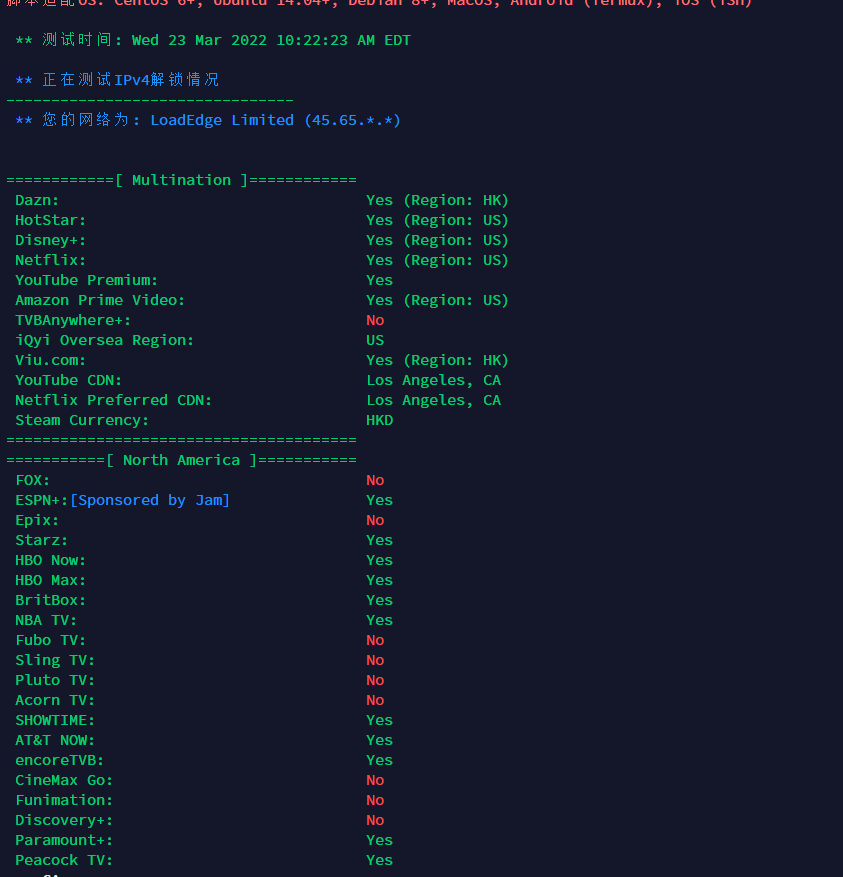 脚本适配OS: CentOS 6+, Ubuntu 14.04+, Debian 8+, MacOS, Android (Termux), iOS (iSH)
** 测试时间: Wed 23 Mar 2022 10:22:23 AM EDT
** 正在测试IPv4解锁情况
--------------------------------
** 您的网络为: LoadEdge Limited (45.65.*.*)
============[ Multination ]============
Dazn: Yes (Region: HK)
HotStar: Yes (Region: US)
Disney+: Yes (Region: US)
Netflix: Yes (Region: US)
YouTube Premium: Yes
Amazon Prime Video: Yes (Region: US)
TVBAnywhere+: No
iQyi Oversea Region: US
Viu.com: Yes (Region: HK)
YouTube CDN: Los Angeles, CA
Netflix Preferred CDN: Los Angeles, CA
Steam Currency: HKD
=======================================
===========[ North America ]===========
FOX: No
ESPN+:[Sponsored by Jam] Yes
Epix: No
Starz: Yes
HBO Now: Yes
HBO Max: Yes
BritBox: Yes
NBA TV: Yes
Fubo TV: No
Sling TV: No
Pluto TV: No
Acorn TV: No
SHOWTIME: Yes
AT&T NOW: Yes
encoreTVB: Yes
CineMax Go: No
Funimation: No
Discovery+: No
Paramount+: Yes
Peacock TV: Yes